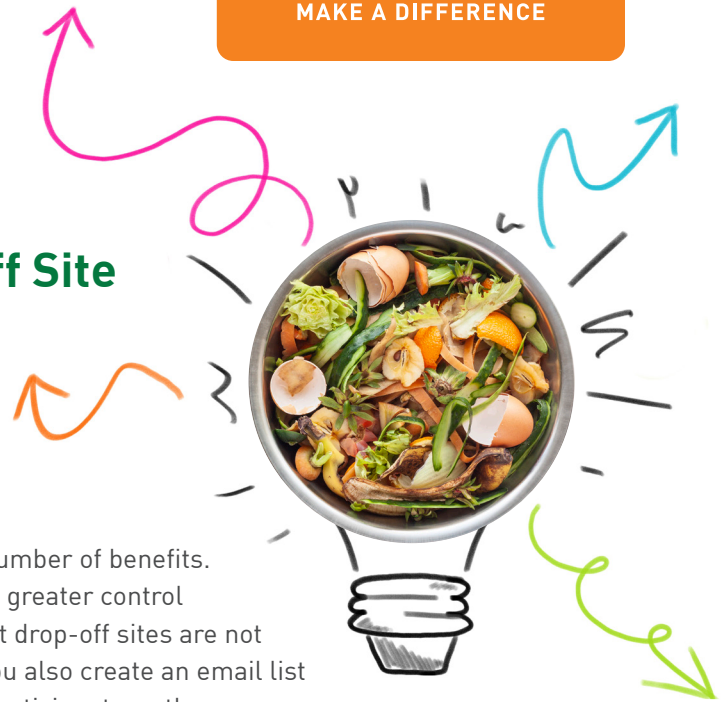 MAKE A DIFFERENCE
ff Site
umber of benefits.
greater control
t drop-off sites are not
ou also create an email list